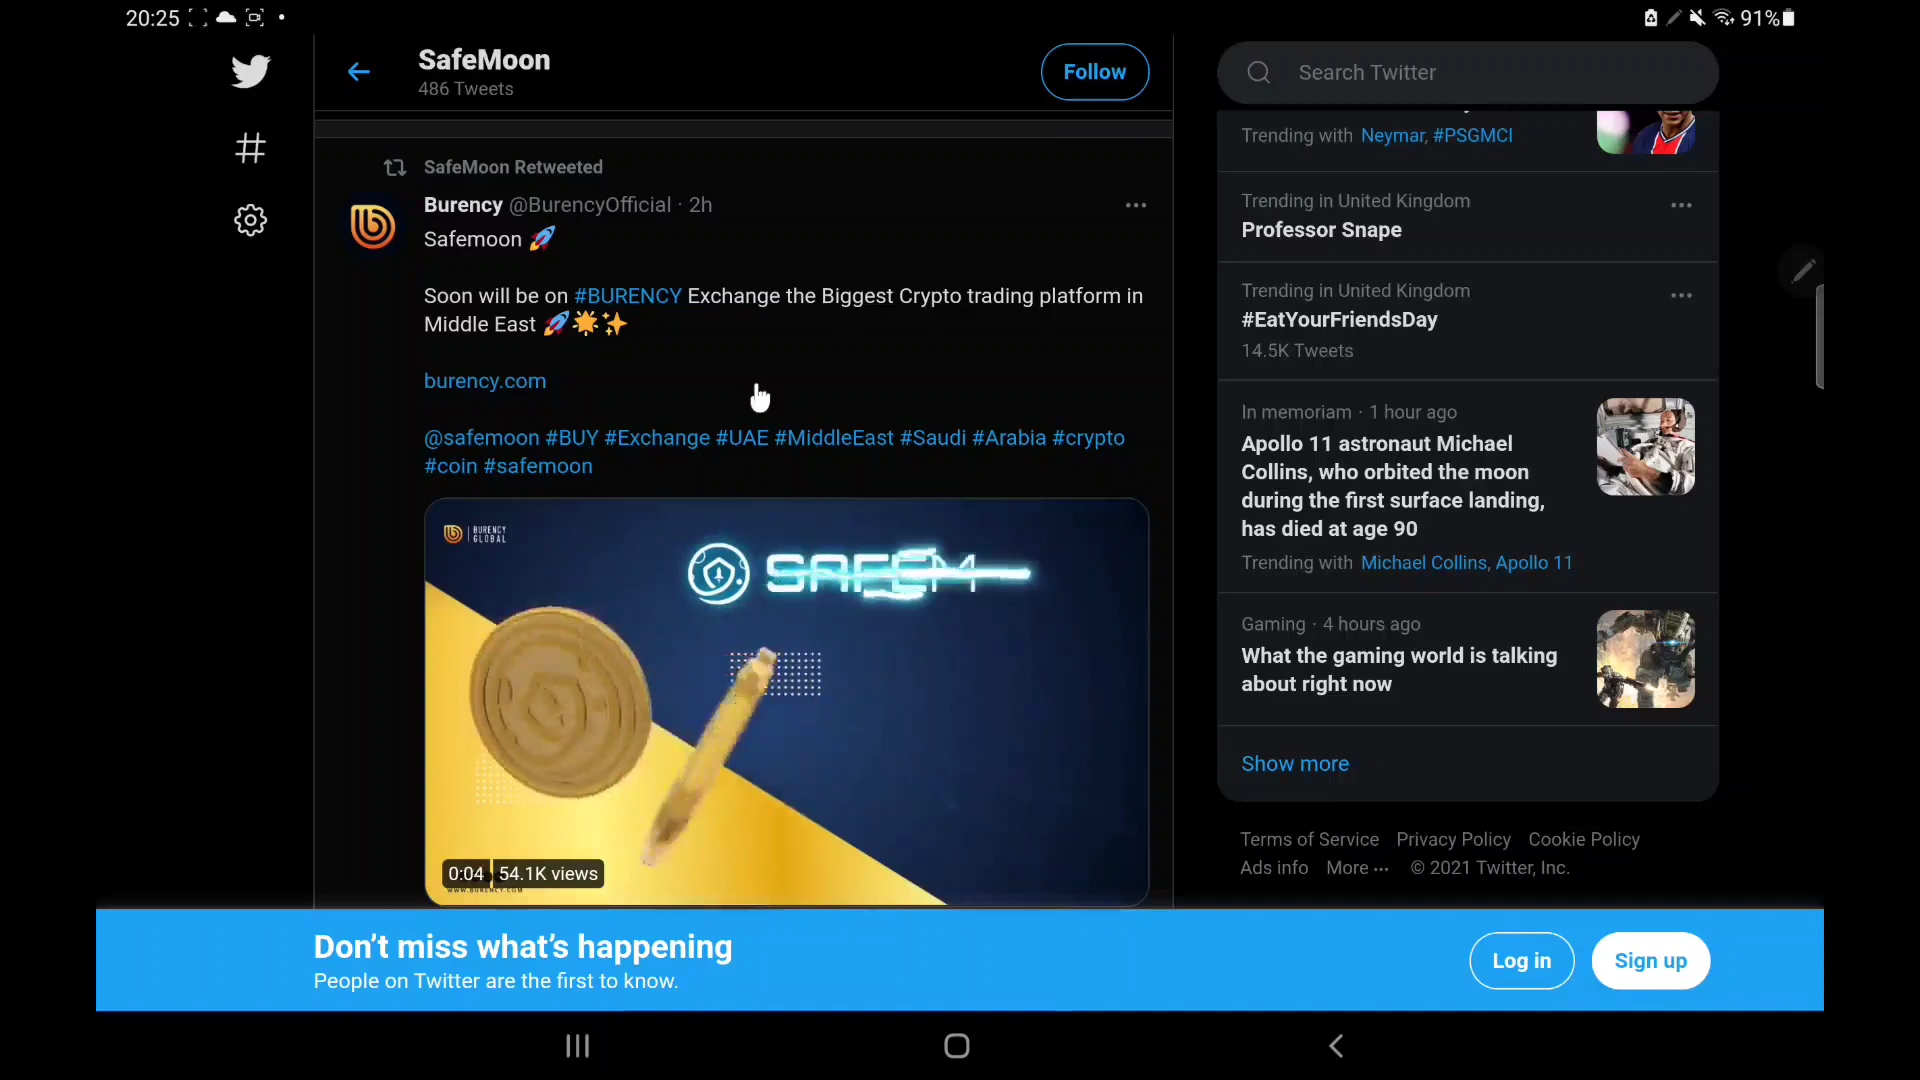 20:25
91%
SafeMoon
486 Tweets
Follow
Search Twitter
SafeMoon Retweeted
Burency @BurencyOfficial · 2h
Safemoon 🚀
Soon will be on #BURENCY Exchange the Biggest Crypto trading platform in
Middle East 🚀🌟✨
burency.com
@safemoon #BUY #Exchange #UAE #MiddleEast #Saudi #Arabia #crypto
#coin #safemoon
BURENCY
GLOBAL
SAFEM
0:04 54.1K views
WWW.BURENCY.COM
Trending with Neymar, #PSGMCI
Trending in United Kingdom
Professor Snape
Trending in United Kingdom
#EatYourFriendsDay
14.5K Tweets
In memoriam · 1 hour ago
Apollo 11 astronaut Michael
Collins, who orbited the moon
during the first surface landing,
has died at age 90
Trending with Michael Collins, Apollo 11
Gaming · 4 hours ago
What the gaming world is talking
about right now
Show more
Terms of Service Privacy Policy Cookie Policy
Ads info More ··· © 2021 Twitter, Inc.
Don't miss what's happening
People on Twitter are the first to know.
Log in
Sign up